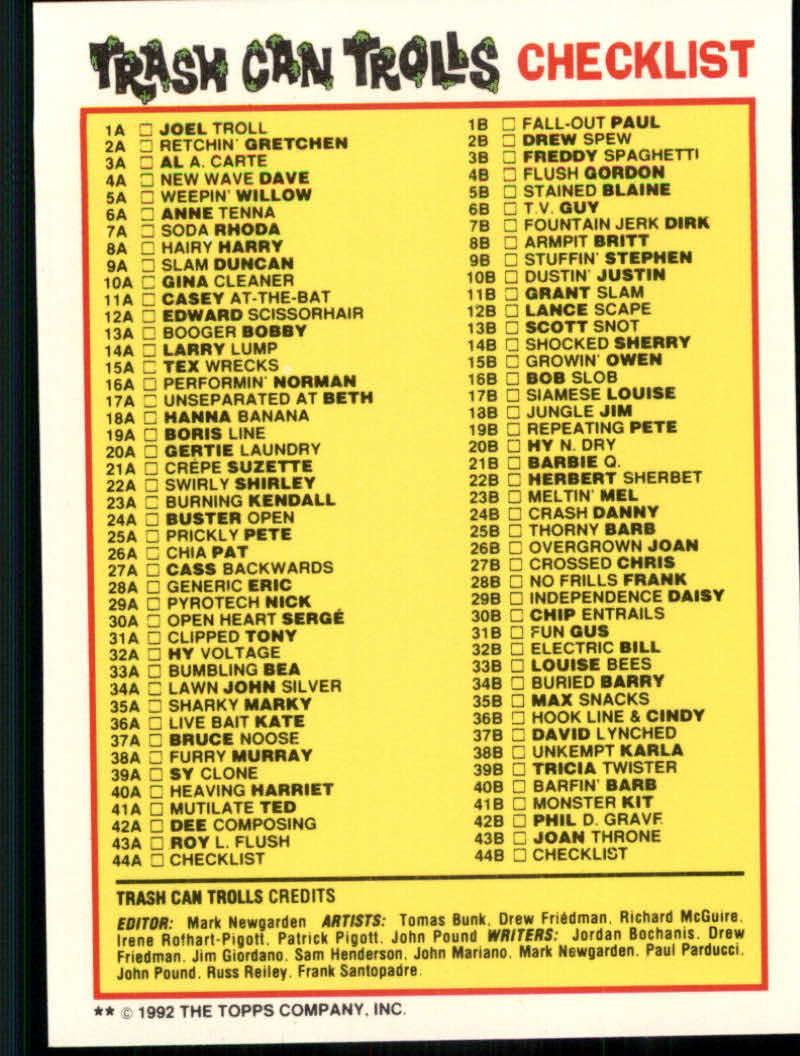 TRASH CAN TROLLS CHECKLIST
1A □ JOEL TROLL
2A □ RETCHIN' GRETCHEN
3A □ AL A. CARTE
4A □ NEW WAVE DAVE
5A □ WEEPIN' WILLOW
6A □ ANNE TENNA
7A □ SODA RHODA
8A □ HAIRY HARRY
9A □ SLAM DUNCAN
10A □ GINA CLEANER
11A □ CASEY AT-THE-BAT
12A □ EDWARD SCISSORHAIR
13A □ BOOGER BOBBY
14A □ LARRY LUMP
15A □ TEX WRECKS
16A □ PERFORMIN' NORMAN
17A □ UNSEPARATED AT BETH
18A □ HANNA BANANA
19A □ BORIS LINE
20A □ GERTIE LAUNDRY
21A □ CRÊPE SUZETTE
22A □ SWIRLY SHIRLEY
23A □ BURNING KENDALL
24A □ BUSTER OPEN
25A □ PRICKLY PETE
26A □ CHIA PAT
27A □ CASS BACKWARDS
28A □ GENERIC ERIC
29A □ PYROTECH NICK
30A □ OPEN HEART SERGÉ
31A □ CLIPPED TONY
32A □ HY VOLTAGE
33A □ BUMBLING BEA
34A □ LAWN JOHN SILVER
35A □ SHARKY MARKY
36A □ LIVE BAIT KATE
37A □ BRUCE NOOSE
38A □ FURRY MURRAY
39A □ SY CLONE
40A □ HEAVING HARRIET
41A □ MUTILATE TED
42A □ DEE COMPOSING
43A □ ROY L. FLUSH
44A □ CHECKLIST
1B □ FALL-OUT PAUL
2B □ DREW SPEW
3B □ FREDDY SPAGHETTI
4B □ FLUSH GORDON
5B □ STAINED BLAINE
6B □ T.V. GUY
7B □ FOUNTAIN JERK DIRK
8B □ ARMPIT BRITT
9B □ STUFFIN' STEPHEN
10B □ DUSTIN' JUSTIN
11B □ GRANT SLAM
12B □ LANCE SCAPE
13B □ SCOTT SNOT
14B □ SHOCKED SHERRY
15B □ GROWIN' OWEN
16B □ BOB SLOB
17B □ SIAMESE LOUISE
18B □ JUNGLE JIM
19B □ REPEATING PETE
20B □ HY N. DRY
21B □ BARBIE Q.
22B □ HERBERT SHERBET
23B □ MELTIN' MEL
24B □ CRASH DANNY
25B □ THORNY BARB
26B □ OVERGROWN JOAN
27B □ CROSSED CHRIS
28B □ NO FRILLS FRANK
29B □ INDEPENDENCE DAISY
30B □ CHIP ENTRAILS
31B □ FUN GUS
32B □ ELECTRIC BILL
33B □ LOUISE BEES
34B □ BURIED BARRY
35B □ MAX SNACKS
36B □ HOOK LINE & CINDY
37B □ DAVID LYNCHED
38B □ UNKEMPT KARLA
39B □ TRICIA TWISTER
40B □ BARFIN' BARB
41B □ MONSTER KIT
42B □ PHIL D. GRAVE
43B □ JOAN THRONE
44B □ CHECKLIST
TRASH CAN TROLLS CREDITS
EDITOR: Mark Newgarden ARTISTS: Tomas Bunk, Drew Friedman, Richard McGuire,
Irene Rofhart-Pigott, Patrick Pigott, John Pound WRITERS: Jordan Bochanis, Drew
Friedman, Jim Giordano, Sam Henderson, John Mariano, Mark Newgarden, Paul Parducci,
John Pound, Russ Reiley, Frank Santopadre.
** © 1992 THE TOPPS COMPANY, INC.